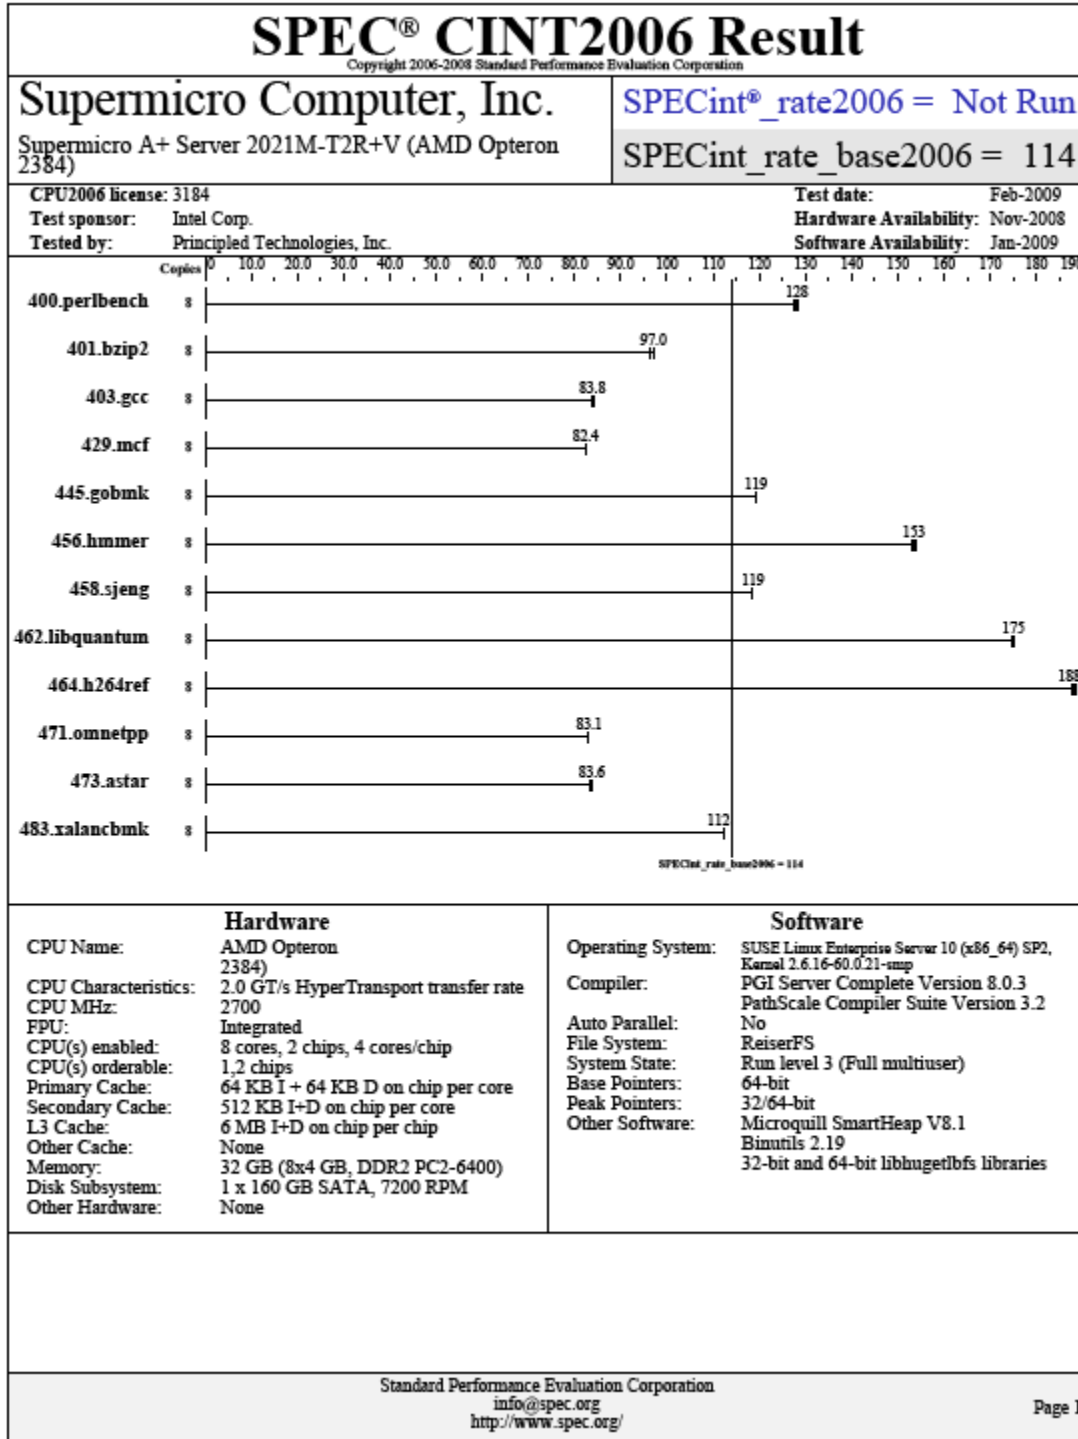 SPEC® CINT2006 Result
Copyright 2006-2008 Standard Performance Evaluation Corporation
Supermicro Computer, Inc.
Supermicro A+ Server 2021M-T2R+V (AMD Opteron
2384)
SPECint®_rate2006 = Not Run
SPECint_rate_base2006 = 114
CPU2006 license: 3184
Test sponsor: Intel Corp.
Tested by: Principled Technologies, Inc.
Test date: Feb-2009
Hardware Availability: Nov-2008
Software Availability: Jan-2009
Copies 0 10.0 20.0 30.0 40.0 50.0 60.0 70.0 80.0 90.0 100 110 120 130 140 150 160 170 180 190
400.perlbench 8 128
401.bzip2 8 97.0
403.gcc 8 83.8
429.mcf 8 82.4
445.gobmk 8 119
456.hmmer 8 153
458.sjeng 8 119
462.libquantum 8 175
464.h264ref 8 188
471.omnetpp 8 83.1
473.astar 8 83.6
483.xalancbmk 8 112
SPECint_rate_base2006 = 114
Hardware
CPU Name: AMD Opteron
2384)
CPU Characteristics: 2.0 GT/s HyperTransport transfer rate
CPU MHz: 2700
FPU: Integrated
CPU(s) enabled: 8 cores, 2 chips, 4 cores/chip
CPU(s) orderable: 1,2 chips
Primary Cache: 64 KB I + 64 KB D on chip per core
Secondary Cache: 512 KB I+D on chip per core
L3 Cache: 6 MB I+D on chip per chip
Other Cache: None
Memory: 32 GB (8x4 GB, DDR2 PC2-6400)
Disk Subsystem: 1 x 160 GB SATA, 7200 RPM
Other Hardware: None
Software
Operating System: SUSE Linux Enterprise Server 10 (x86_64) SP2,
Kernel 2.6.16-60.0.21-smp
Compiler: PGI Server Complete Version 8.0.3
PathScale Compiler Suite Version 3.2
Auto Parallel: No
File System: ReiserFS
System State: Run level 3 (Full multiuser)
Base Pointers: 64-bit
Peak Pointers: 32/64-bit
Other Software: Microquill SmartHeap V8.1
Binutils 2.19
32-bit and 64-bit libhugetlbfs libraries
Standard Performance Evaluation Corporation
info@spec.org
http://www.spec.org/
Page 1